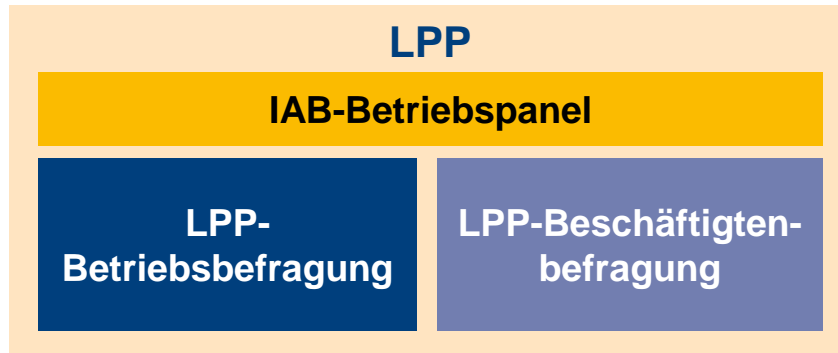 LPP
IAB-Betriebspanel
LPP-
Betriebsbefragung
LPP-Beschäftigten-
befragung